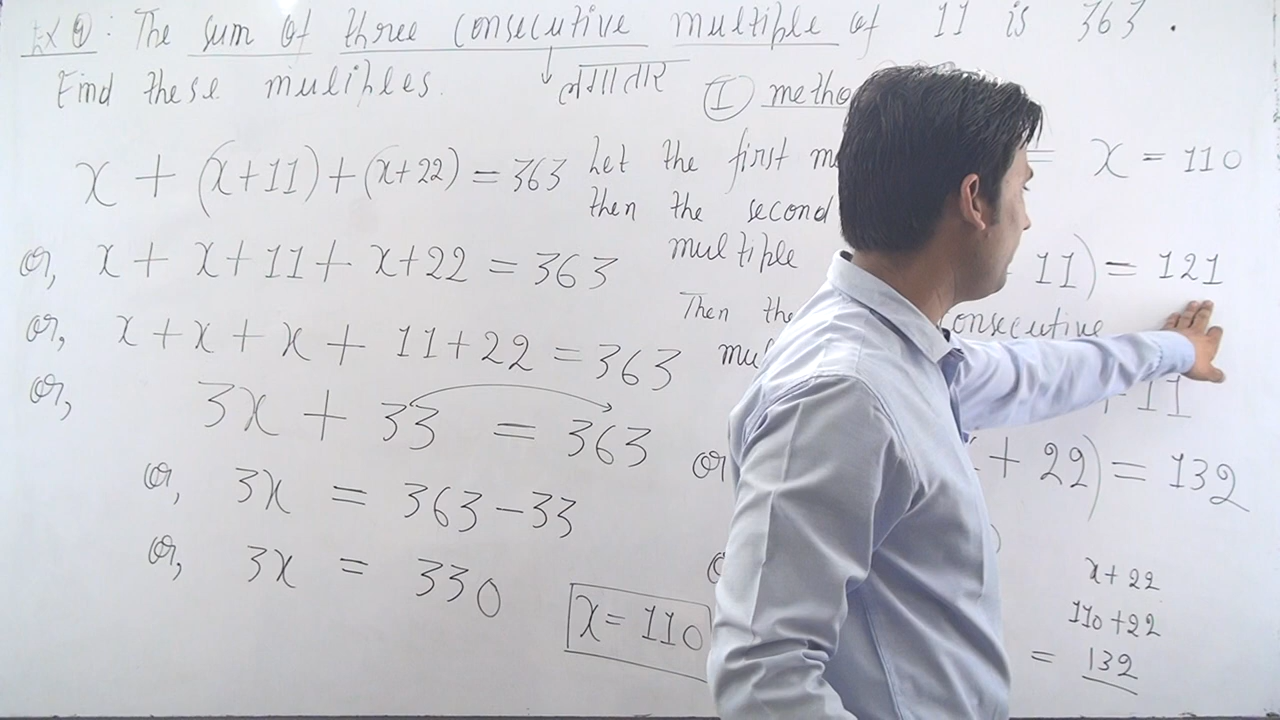 Ex 9 : The sum of three consecutive multiple of 11 is 363 .
Find these multiples.
लगातार
I
x + (x+11) + (x+22) = 363
or, x + x+11 + x+22 = 363
or, x + x + x + 11+22 = 363
or, 3x + 33 = 363
or, 3x = 363-33
or, 3x = 330
x = 110
Let the first = x = 110
then the second
multiple 11) = 121
Then the consecutive
+11
or + 22) = 132
x+22
110+22
= 132